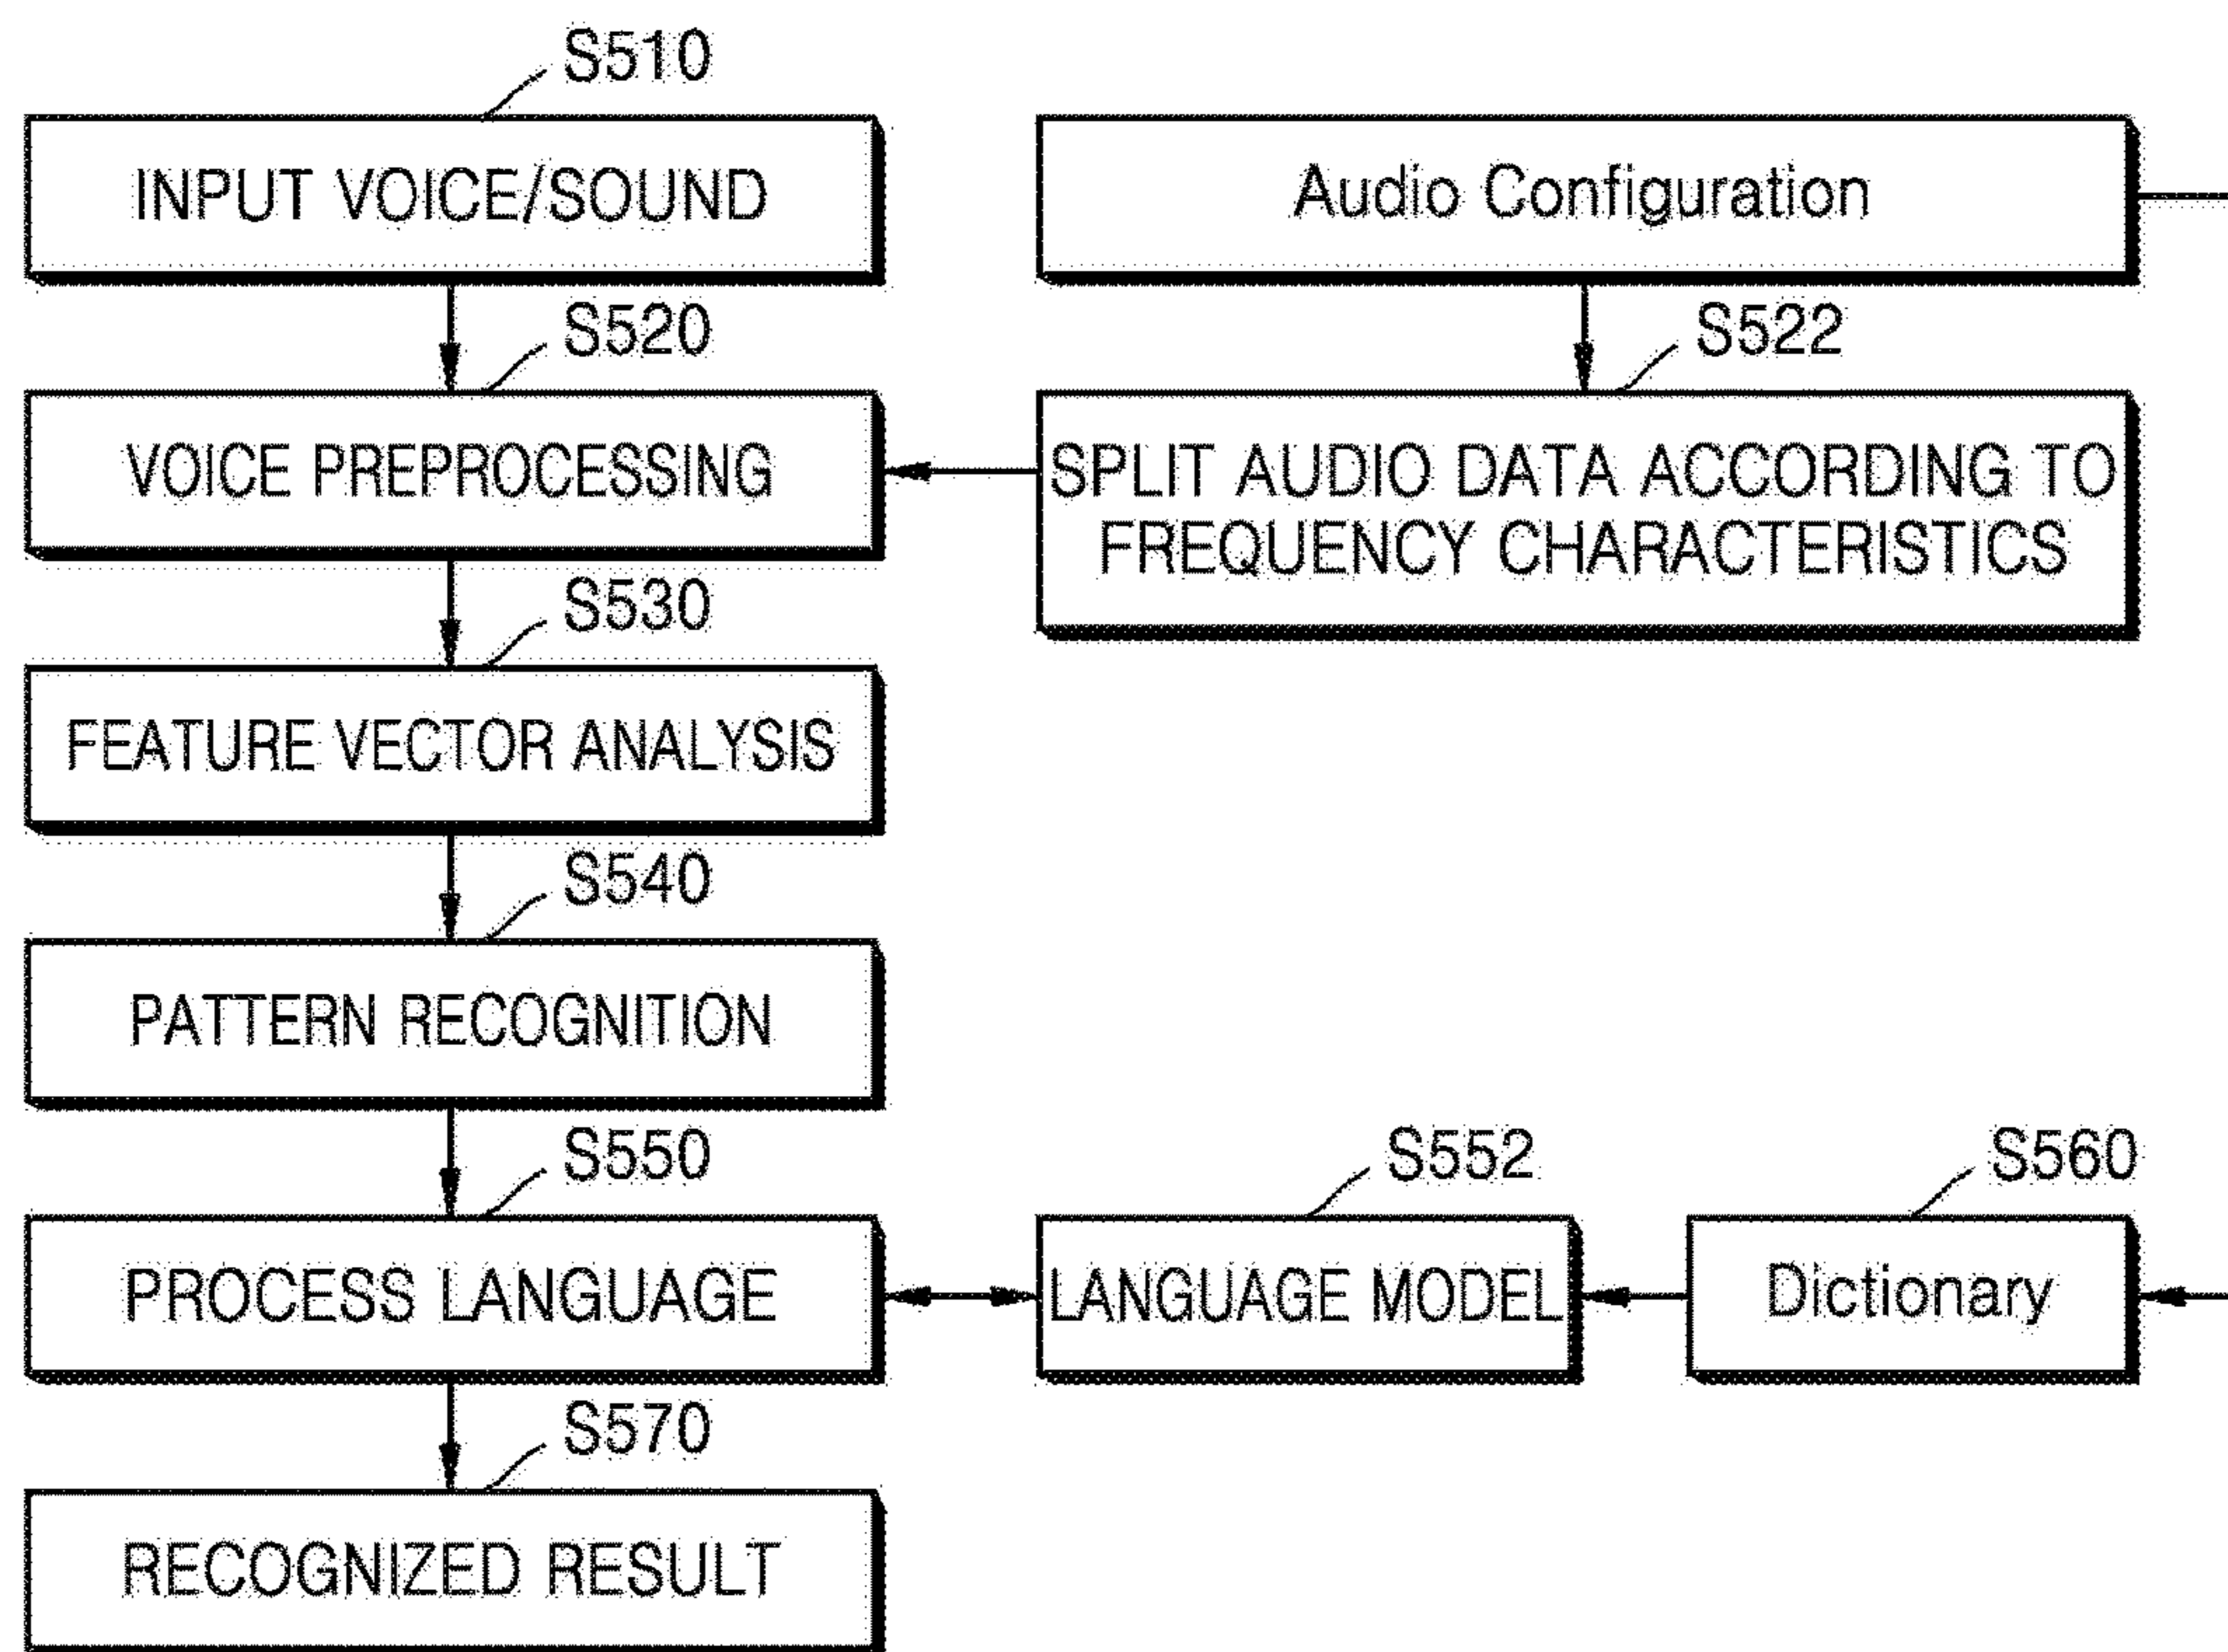 S510
INPUT VOICE/SOUND
Audio Configuration
S520
S522
VOICE PREPROCESSING
SPLIT AUDIO DATA ACCORDING TO
FREQUENCY CHARACTERISTICS
S530
FEATURE VECTOR ANALYSIS
S540
PATTERN RECOGNITION
S550
S552
S560
PROCESS LANGUAGE
LANGUAGE MODEL
Dictionary
S570
RECOGNIZED RESULT